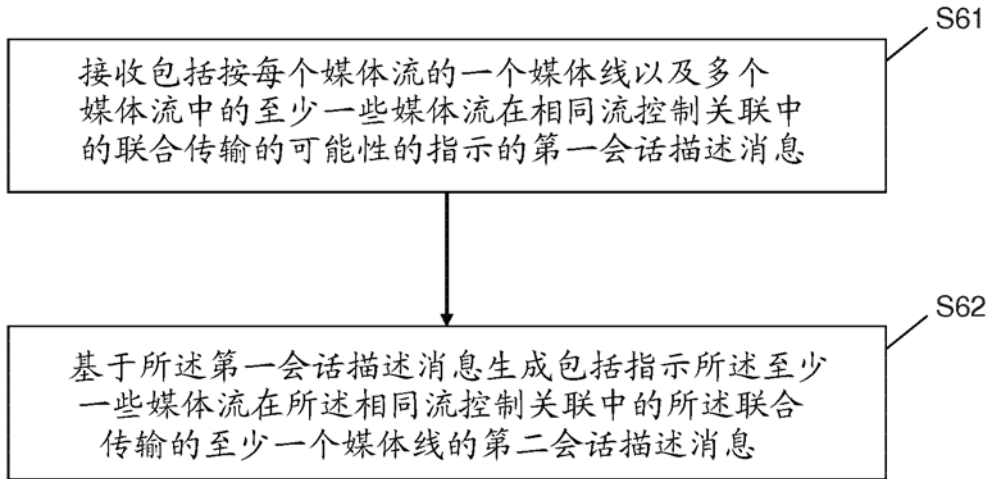 S61
接收包括按每个媒体流的一个媒体线以及多个
媒体流中的至少一些媒体流在相同流控制关联中
的联合传输的可能性的指示的第一会话描述消息
S62
基于所述第一会话描述消息生成包括指示所述至少
一些媒体流在所述相同流控制关联中的所述联合
传输的至少一个媒体线的第二会话描述消息